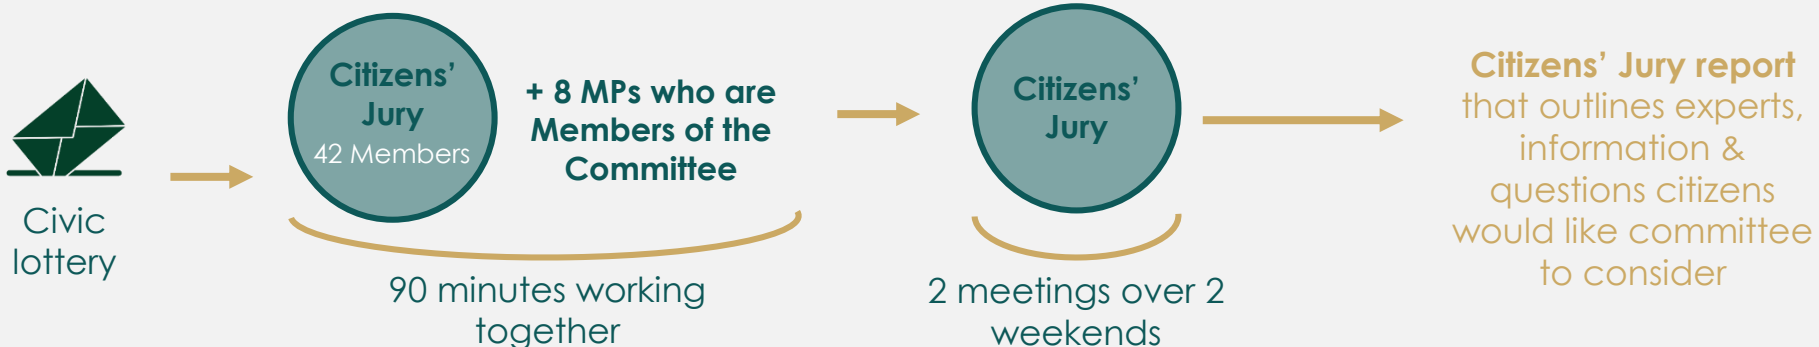 Civic
lottery
Citizens’
Jury
42 Members
+ 8 MPs who are
Members of the
Committee
90 minutes working
together
Citizens’
Jury
2 meetings over 2
weekends
Citizens’ Jury report
that outlines experts,
information &
questions citizens
would like committee
to consider